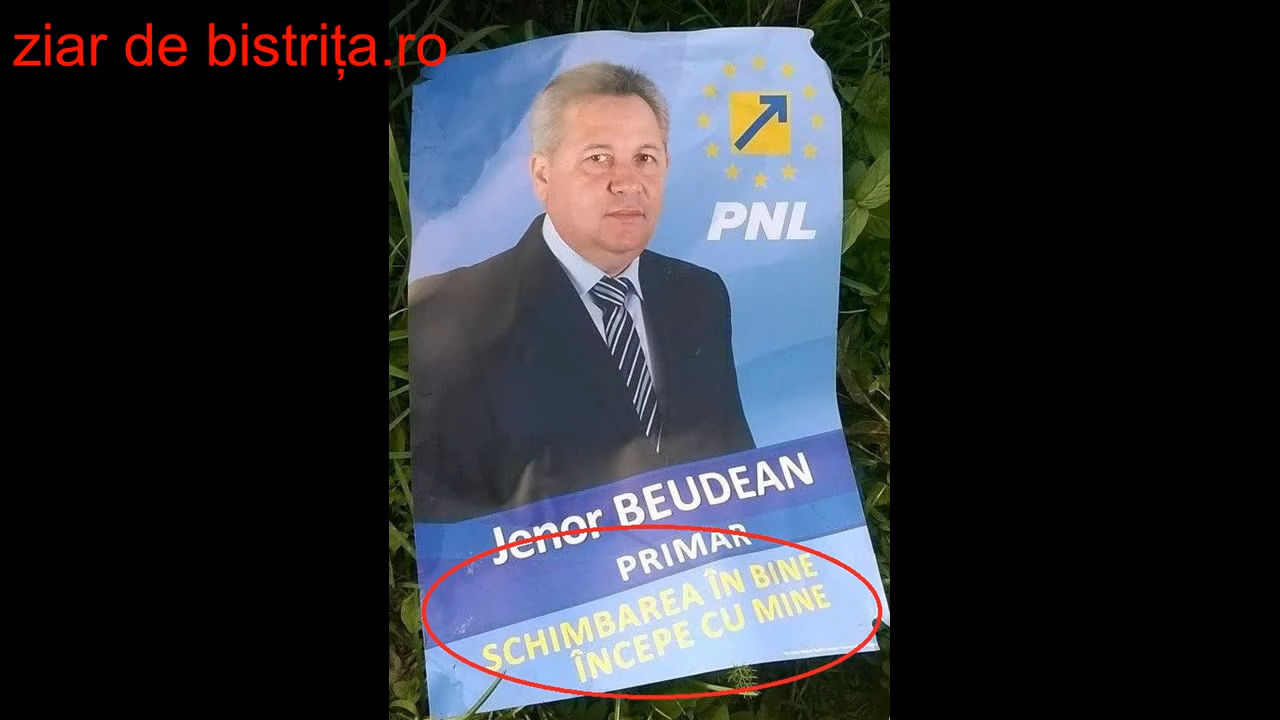 ziar de bistrița.ro
PNL
Jenor BEUDEAN
PRIMAR
SCHIMBAREA ÎN BINE
ÎNCEPE CU MINE